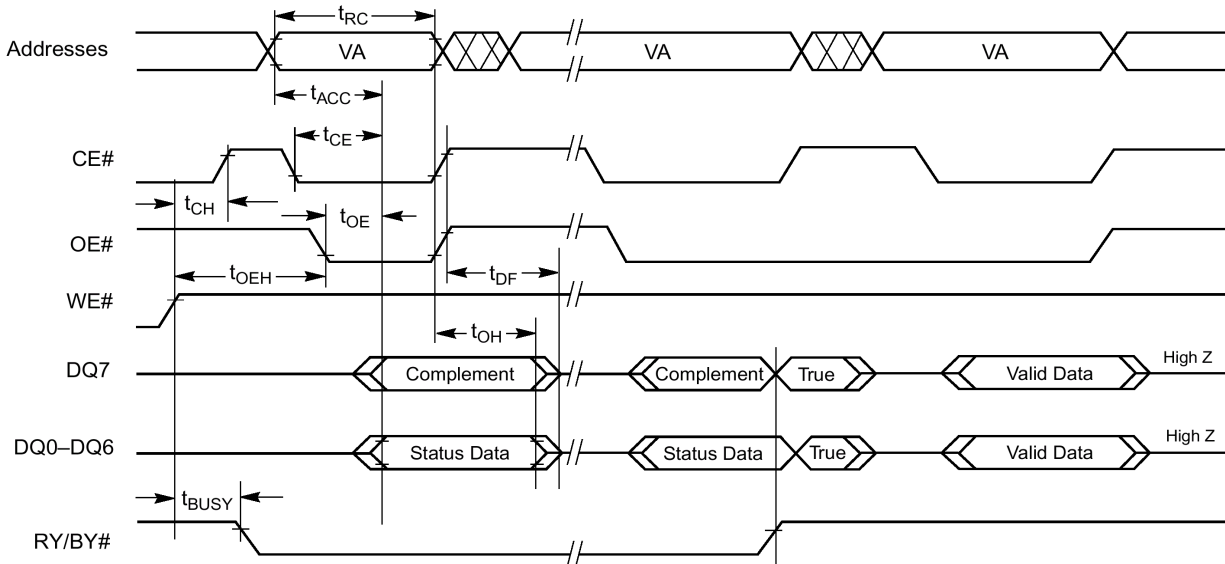 tRC
Addresses VA VA VA
tACC
tCE
CE#
tCH
tOE
OE#
tOEH
tDF
WE#
tOH
DQ7 Complement Complement True Valid Data High Z
DQ0–DQ6 Status Data Status Data True Valid Data High Z
tBUSY
RY/BY#